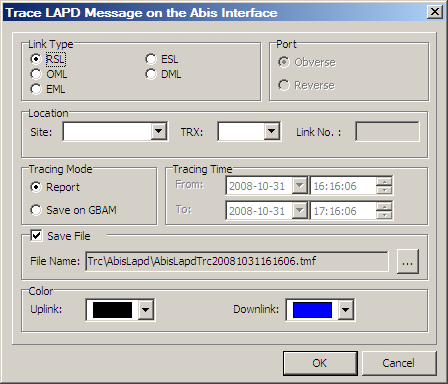 Trace LAPD Message on the Abis Interface
Link Type
RSL
ESL
OML
DML
EML
Port
Obverse
Reverse
Location
Site:
TRX:
Link No. :
Tracing Mode
Report
Save on GBAM
Tracing Time
From:
2008-10-31
16:16:06
To:
2008-10-31
17:16:06
Save File
File Name:
Trc\AbisLapd\AbisLapdTrc20081031161606.tmf
...
Color
Uplink:
Downlink:
OK
Cancel